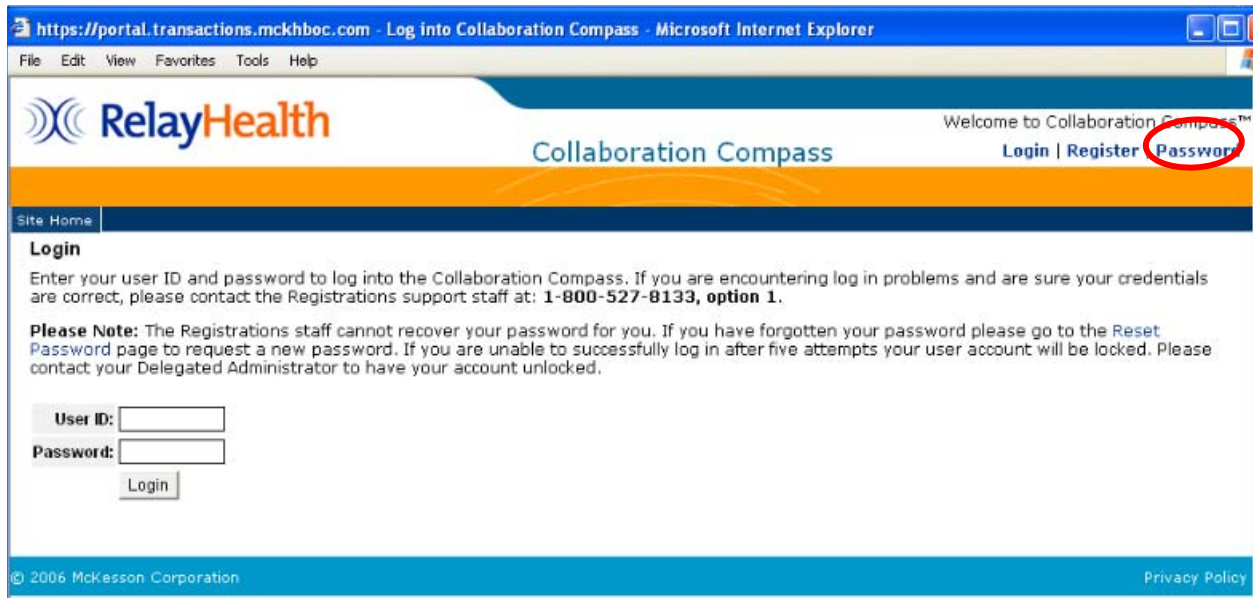 https://portal.transactions.mckhboc.com - Log into Collaboration Compass - Microsoft Internet Explorer
File Edit View Favorites Tools Help
RelayHealth
Welcome to Collaboration Compass™
Collaboration Compass
Login | Register | Password
Site Home
Login
Enter your user ID and password to log into the Collaboration Compass. If you are encountering log in problems and are sure your credentials
are correct, please contact the Registrations support staff at: 1-800-527-8133, option 1.
Please Note: The Registrations staff cannot recover your password for you. If you have forgotten your password please go to the Reset
Password page to request a new password. If you are unable to successfully log in after five attempts your user account will be locked. Please
contact your Delegated Administrator to have your account unlocked.
User ID:
Password:
Login
© 2006 McKesson Corporation
Privacy Policy